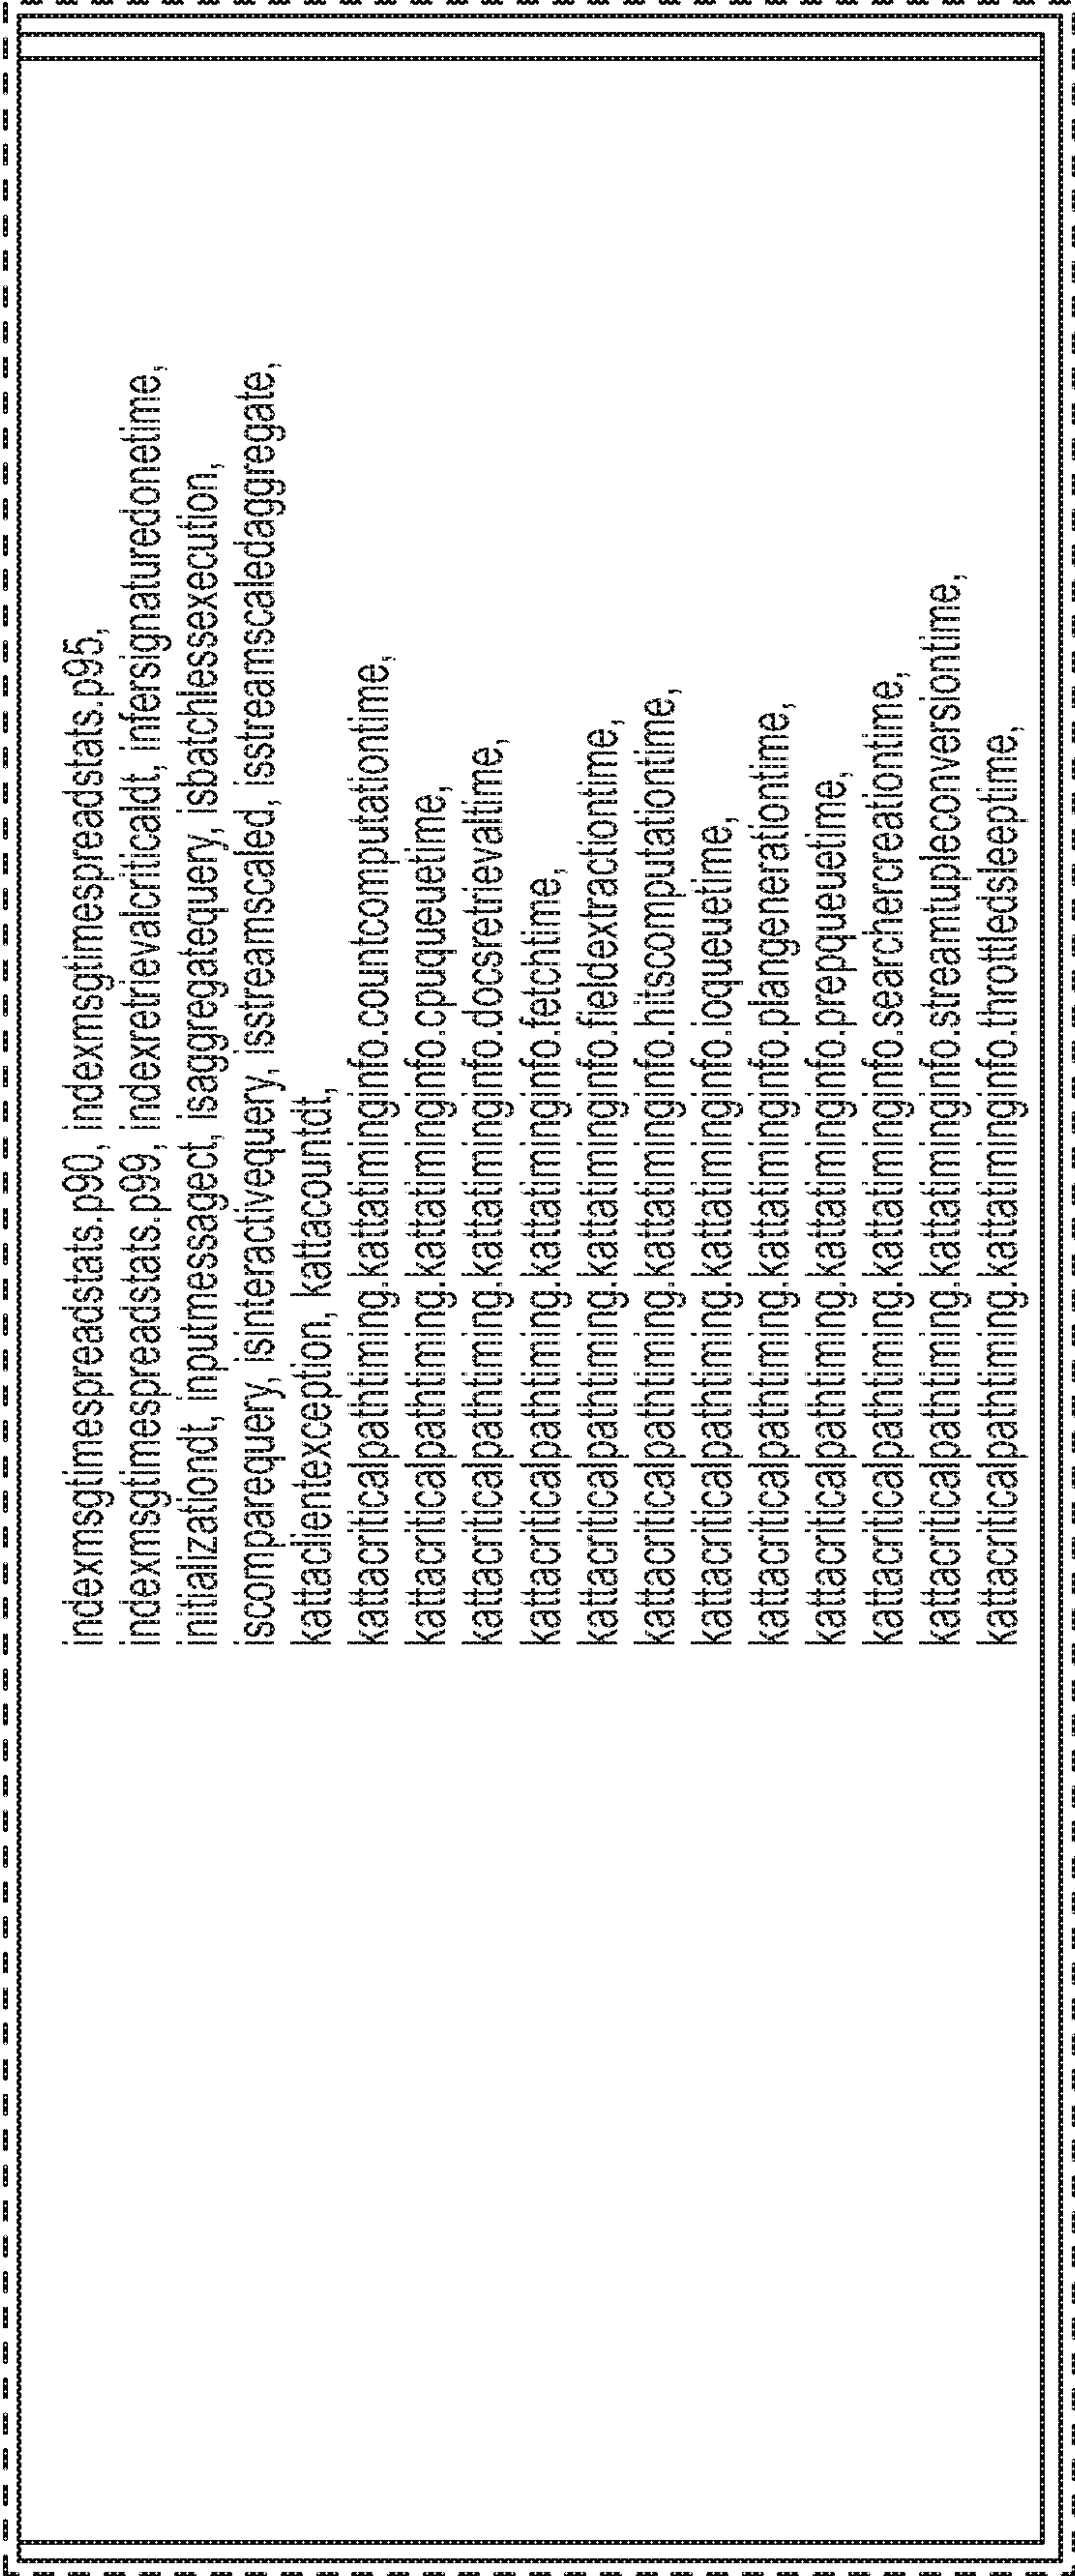 indexmsgtimespreadstats.p90, indexmsgtimespreadstats.p95,
indexmsgtimespreadstats.p99, indexretrievalcriticaldt, infersignaturedonetime,
initializationdt, inputmessagect, isaggregatequery, isbatchlessexecution,
iscomparequery, isinteractivequery, isstreamscaled, isstreamscaledaggregate,
kattaclientexception, kattacountdt,
kattacriticalpathtiming.kattatiminginfo.countcomputationtime,
kattacriticalpathtiming.kattatiminginfo.cpuqueuetime,
kattacriticalpathtiming.kattatiminginfo.docsretrievaltime,
kattacriticalpathtiming.kattatiminginfo.fetchtime,
kattacriticalpathtiming.kattatiminginfo.fieldextractiontime,
kattacriticalpathtiming.kattatiminginfo.hitscomputationtime,
kattacriticalpathtiming.kattatiminginfo.ioqueuetime,
kattacriticalpathtiming.kattatiminginfo.plangenerationtime,
kattacriticalpathtiming.kattatiminginfo.prepqueuetime,
kattacriticalpathtiming.kattatiminginfo.searchercreationtime,
kattacriticalpathtiming.kattatiminginfo.streamtupleconversiontime,
kattacriticalpathtiming.kattatiminginfo.throttledsleeptime,